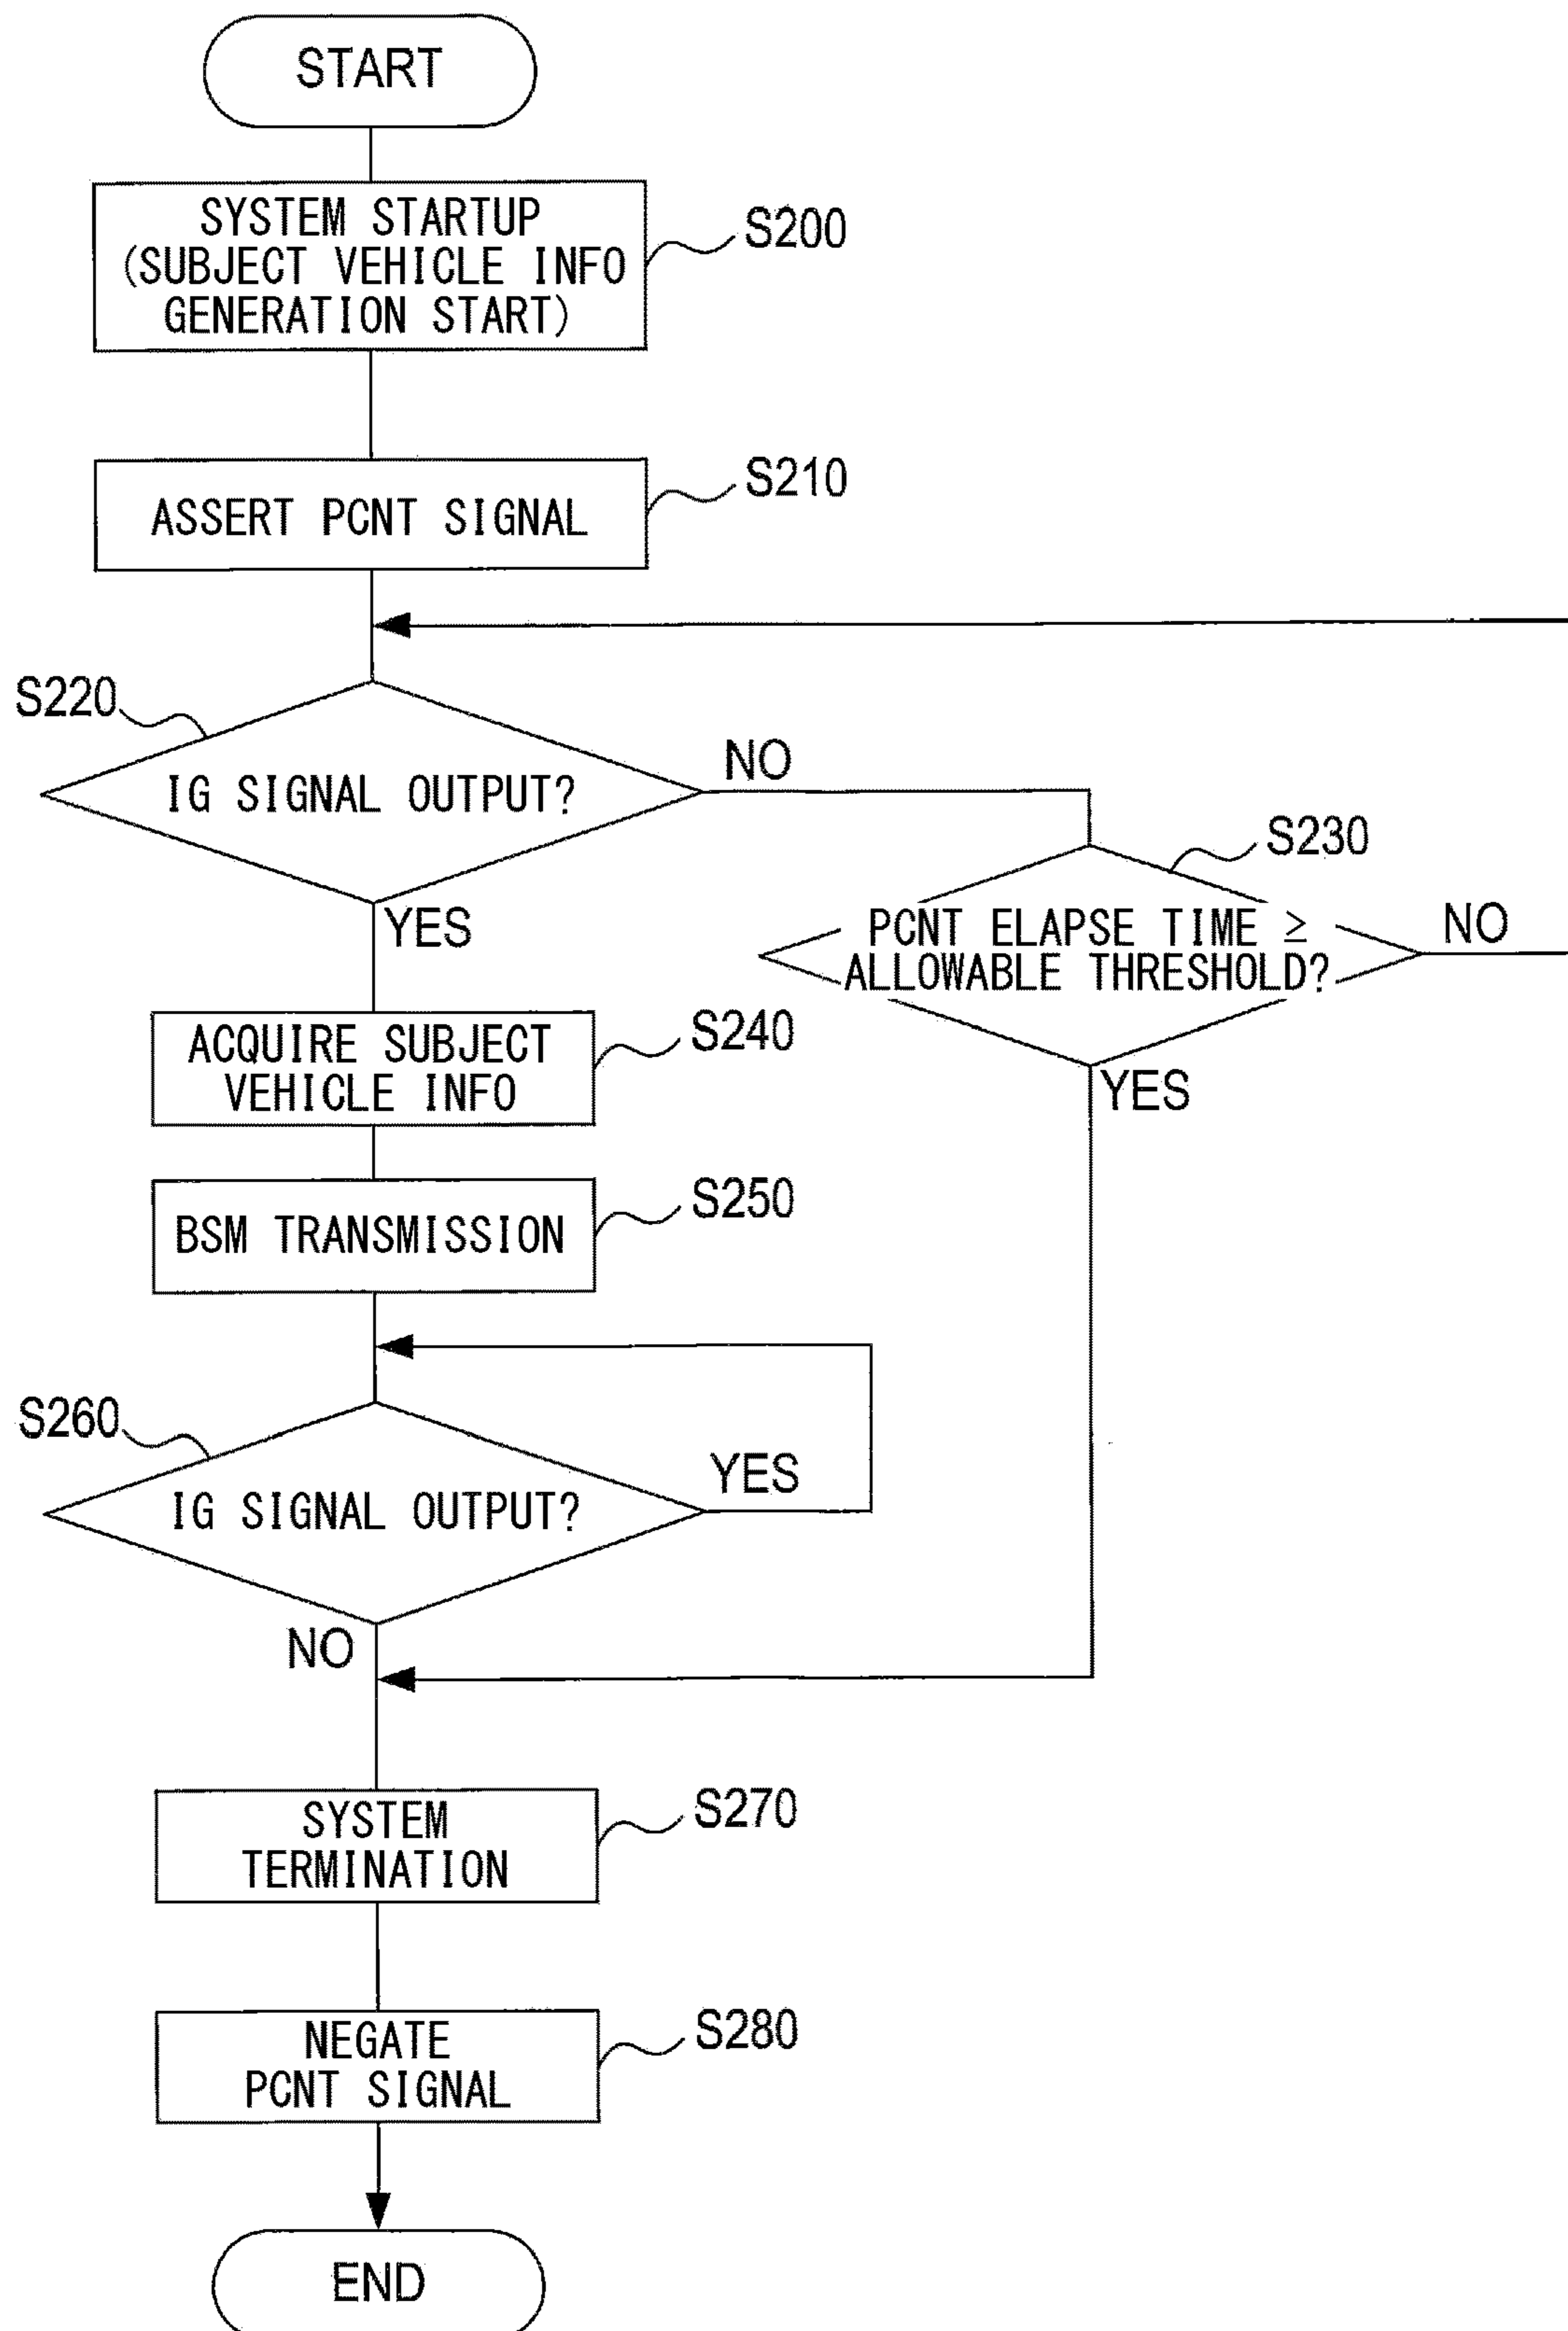 START
SYSTEM STARTUP
(SUBJECT VEHICLE INFO
GENERATION START)
S200
ASSERT PCNT SIGNAL
S210
S220
IG SIGNAL OUTPUT?
NO
YES
S230
PCNT ELAPSE TIME ≥
ALLOWABLE THRESHOLD?
NO
YES
ACQUIRE SUBJECT
VEHICLE INFO
S240
BSM TRANSMISSION
S250
S260
IG SIGNAL OUTPUT?
YES
NO
SYSTEM
TERMINATION
S270
NEGATE
PCNT SIGNAL
S280
END